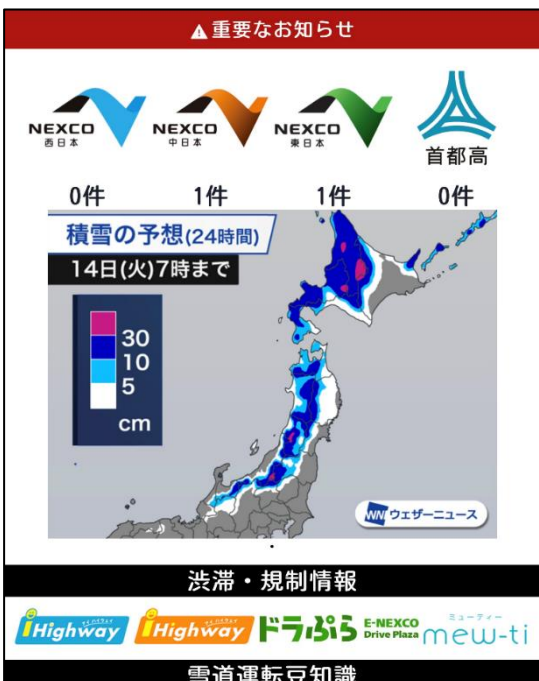 ▲重要なお知らせ
NEXCO
西日本
NEXCO
中日本
NEXCO
東日本
首都高
0件
1件
1件
0件
積雪の予想(24時間)
14日(火)7時まで
30
10
5
cm
WNI ウェザーニュース
渋滞・規制情報
iHighway
iHighway
ドラぷら E-NEXCO Drive Plaza
ミューティー
mew-ti
雪道運転豆知識